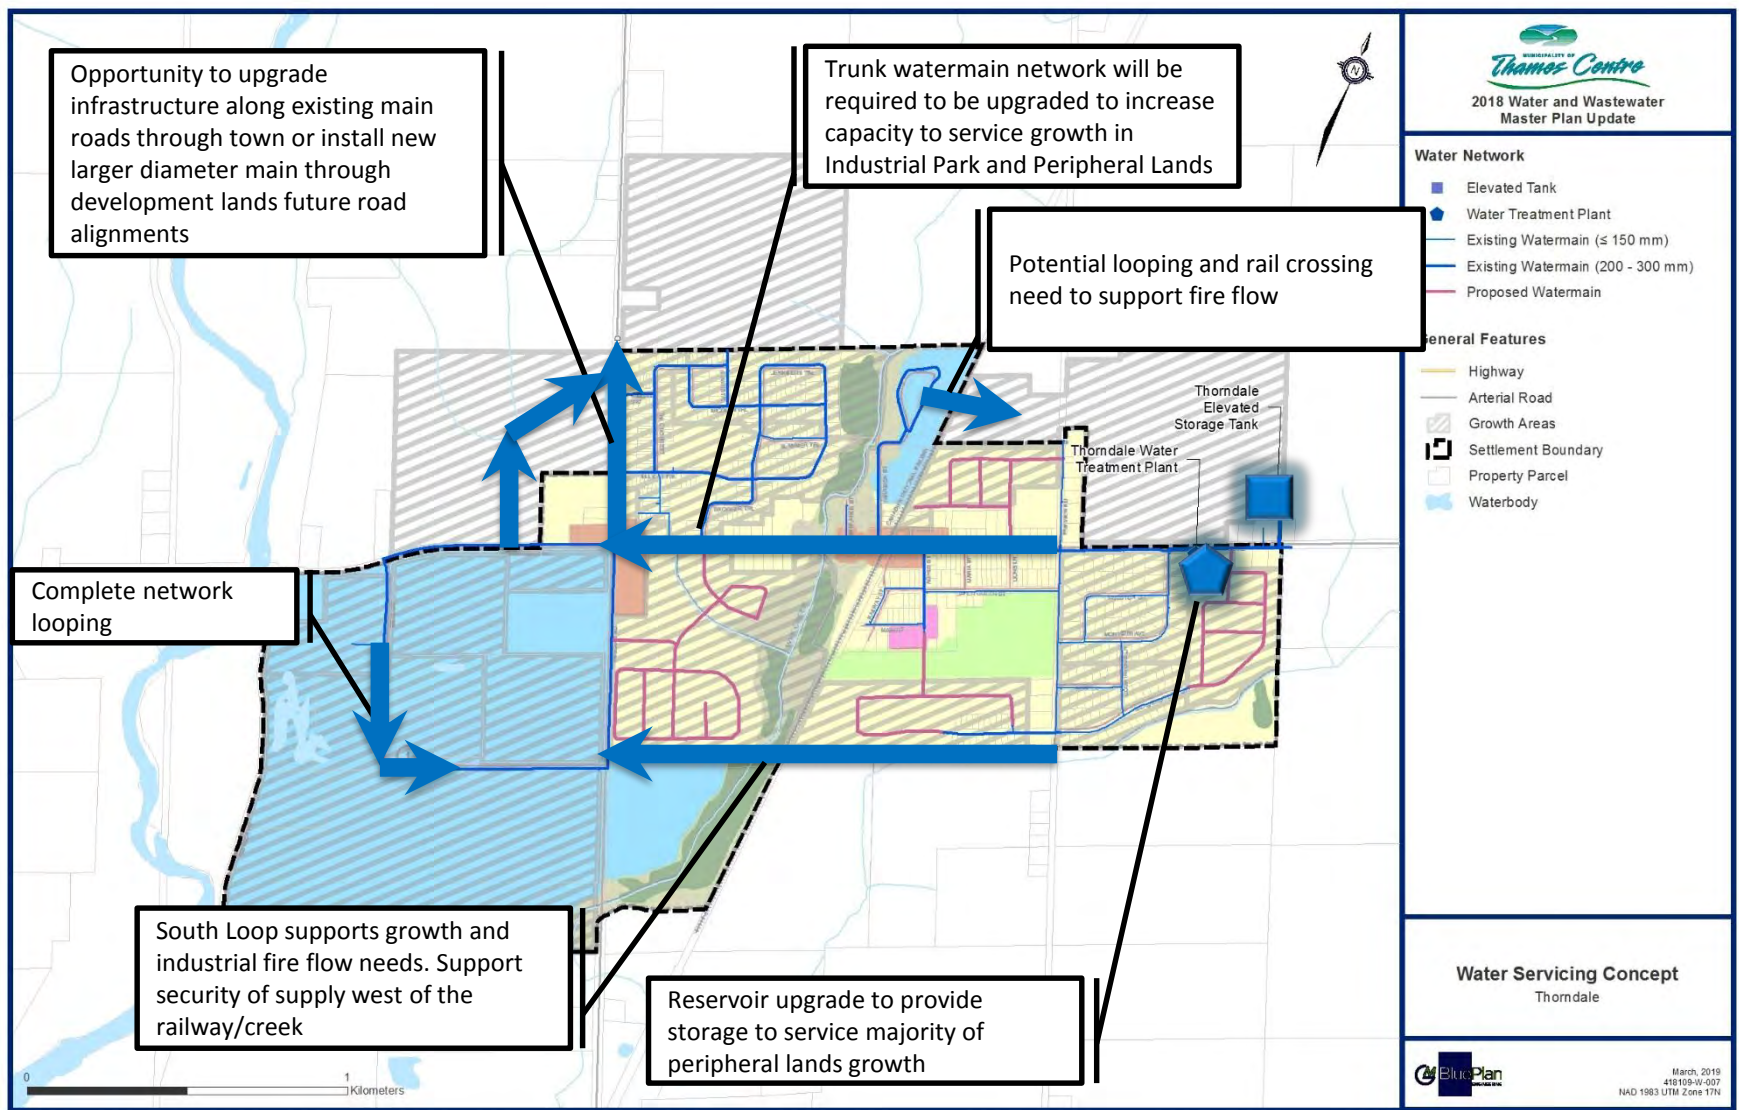 Opportunity to upgrade
infrastructure along existing main
roads through town or install new
larger diameter main through
development lands future road
alignments
Trunk watermain network will be
required to be upgraded to increase
capacity to service growth in
Industrial Park and Peripheral Lands
Potential looping and rail crossing
need to support fire flow
N
Thorndale
Elevated
Storage Tank
Thorndale Water
Treatment Plant
Complete network
looping
South Loop supports growth and
industrial fire flow needs. Support
security of supply west of the
railway/creek
Reservoir upgrade to provide
storage to service majority of
peripheral lands growth
0
1
Kilometers
MUNICIPALITY OF
Thames Centre
2018 Water and Wastewater
Master Plan Update
Water Network
Elevated Tank
Water Treatment Plant
Existing Watermain (≤ 150 mm)
Existing Watermain (200 - 300 mm)
Proposed Watermain
eneral Features
Highway
Arterial Road
Growth Areas
Settlement Boundary
Property Parcel
Waterbody
Water Servicing Concept
Thorndale
GM BluePlan
March, 2019
418109-W-007
NAD 1983 UTM Zone 17N